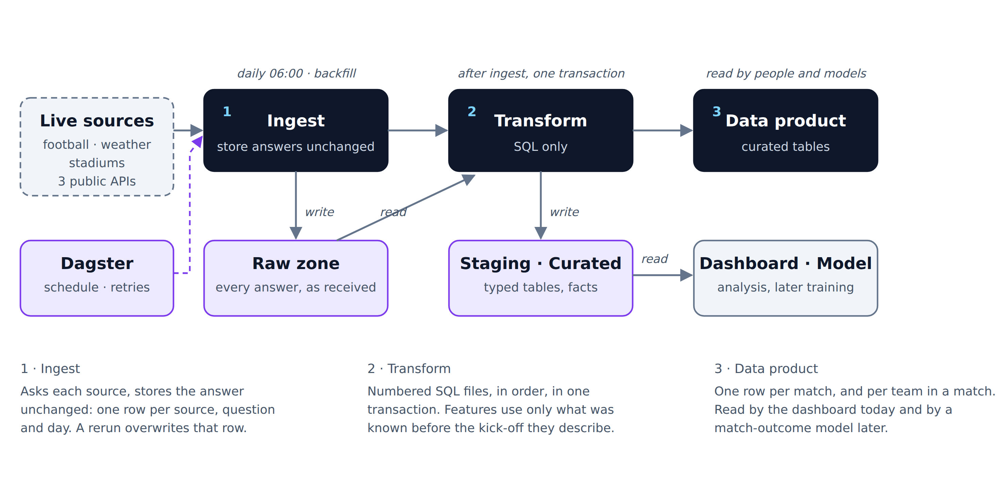 daily 06:00 · backfill
after ingest, one transaction
read by people and models
Live sources
football · weather
stadiums
3 public APIs
1
Ingest
store answers unchanged
2
Transform
SQL only
3
Data product
curated tables
write
read
write
read
Dagster
schedule · retries
Raw zone
every answer, as received
Staging · Curated
typed tables, facts
Dashboard · Model
analysis, later training
1 · Ingest
Asks each source, stores the answer
unchanged: one row per source, question
and day. A rerun overwrites that row.
2 · Transform
Numbered SQL files, in order, in one
transaction. Features use only what was
known before the kick-off they describe.
3 · Data product
One row per match, and per team in a match.
Read by the dashboard today and by a
match-outcome model later.